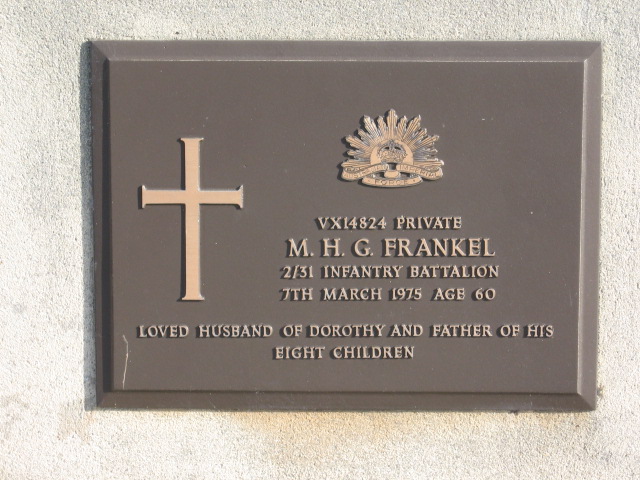 VX14824 PRIVATE
M. H. G. FRANKEL
2/31 INFANTRY BATTALION
7TH MARCH 1975 AGE 60
LOVED HUSBAND OF DOROTHY AND FATHER OF HIS
EIGHT CHILDREN